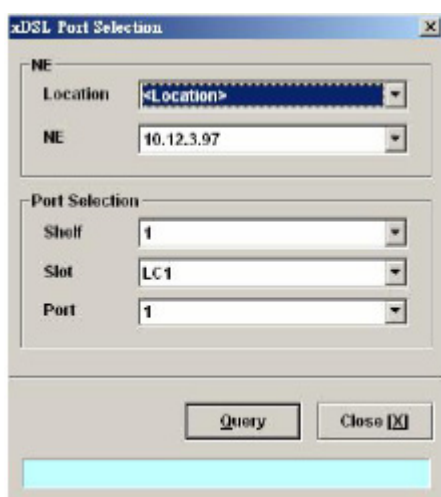 xDSL Port Selection
NE
Location <Location>
NE 10.12.3.97
Port Selection
Shelf 1
Slot LC1
Port 1
Query Close [X]